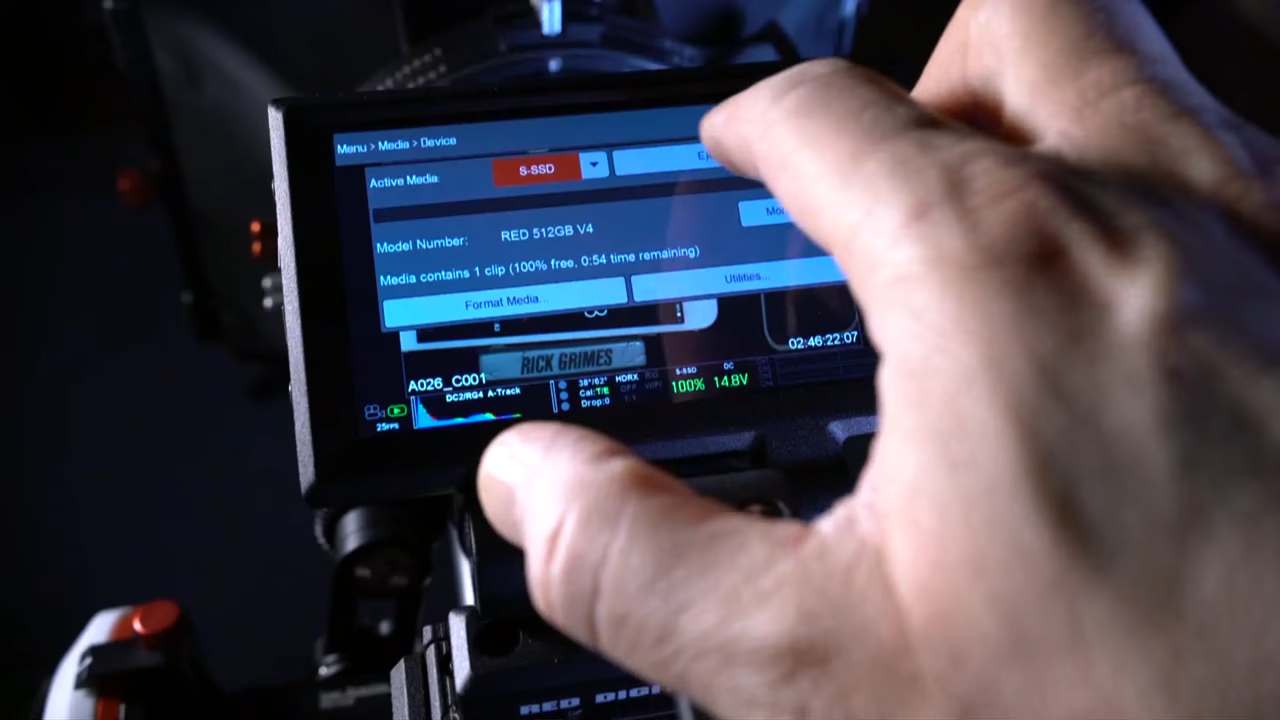 Menu > Media > Device
Active Media: S-SSD
Model Number: RED 512GB V4
Media contains 1 clip (100% free, 0:54 time remaining)
Format Media... Utilities...
RICK GRIMES
02:46:22:07
A026_C001
DC2/RG4 A-Track
38°/62° HDRX S-SSD DC
Cal:T/E 100% 14.8V
Drop:0
25FPS
RED